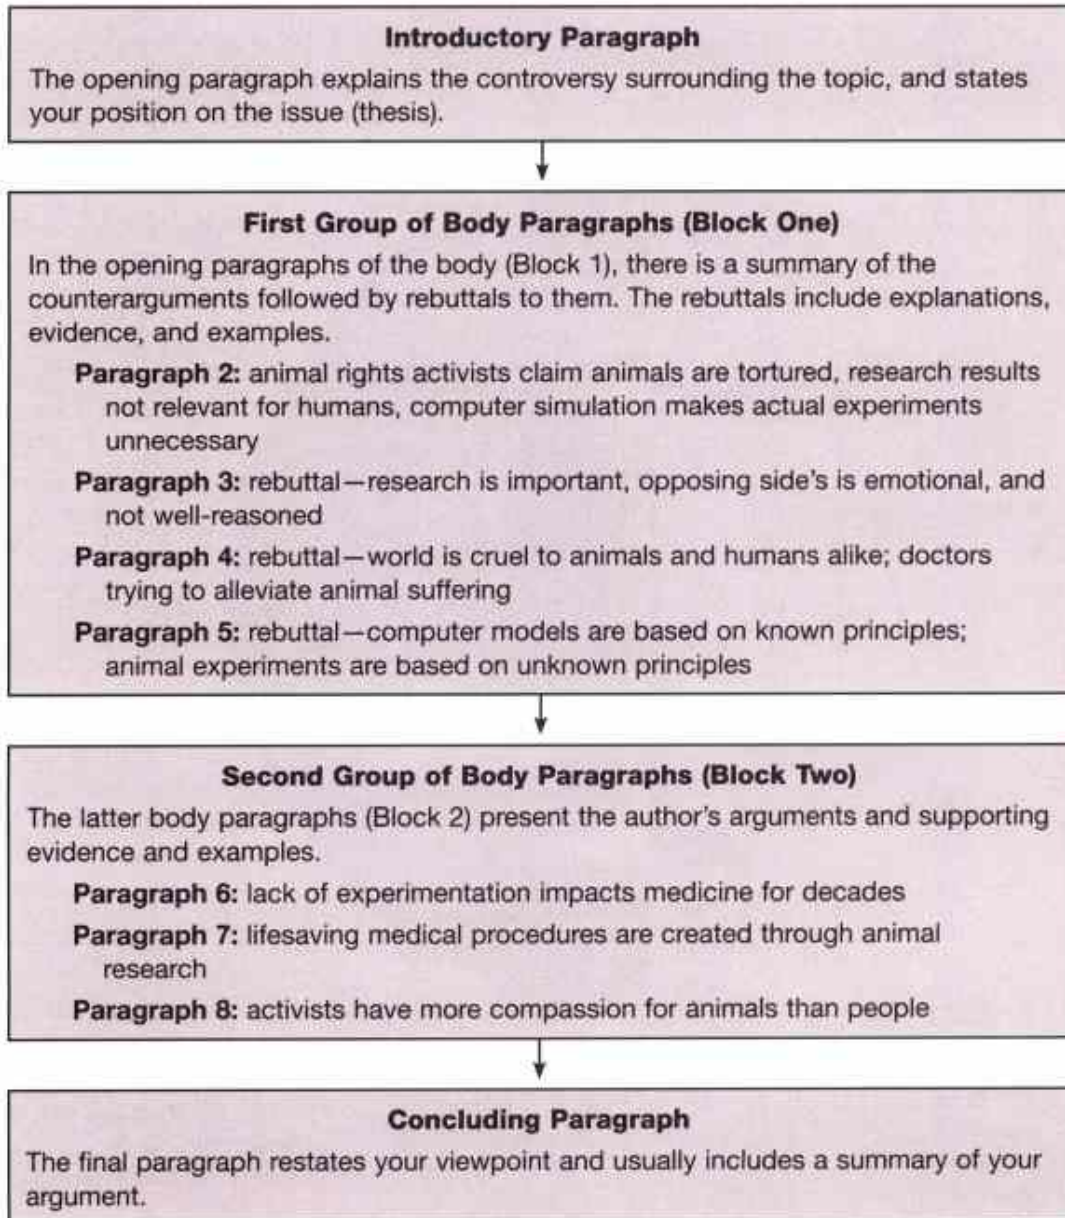 Introductory Paragraph
The opening paragraph explains the controversy surrounding the topic, and states
your position on the issue (thesis).
First Group of Body Paragraphs (Block One)
In the opening paragraphs of the body (Block 1), there is a summary of the
counterarguments followed by rebuttals to them. The rebuttals include explanations,
evidence, and examples.
Paragraph 2: animal rights activists claim animals are tortured, research results
not relevant for humans, computer simulation makes actual experiments
unnecessary
Paragraph 3: rebuttal—research is important, opposing side's is emotional, and
not well-reasoned
Paragraph 4: rebuttal—world is cruel to animals and humans alike; doctors
trying to alleviate animal suffering
Paragraph 5: rebuttal—computer models are based on known principles;
animal experiments are based on unknown principles
Second Group of Body Paragraphs (Block Two)
The latter body paragraphs (Block 2) present the author's arguments and supporting
evidence and examples.
Paragraph 6: lack of experimentation impacts medicine for decades
Paragraph 7: lifesaving medical procedures are created through animal
research
Paragraph 8: activists have more compassion for animals than people
Concluding Paragraph
The final paragraph restates your viewpoint and usually includes a summary of your
argument.